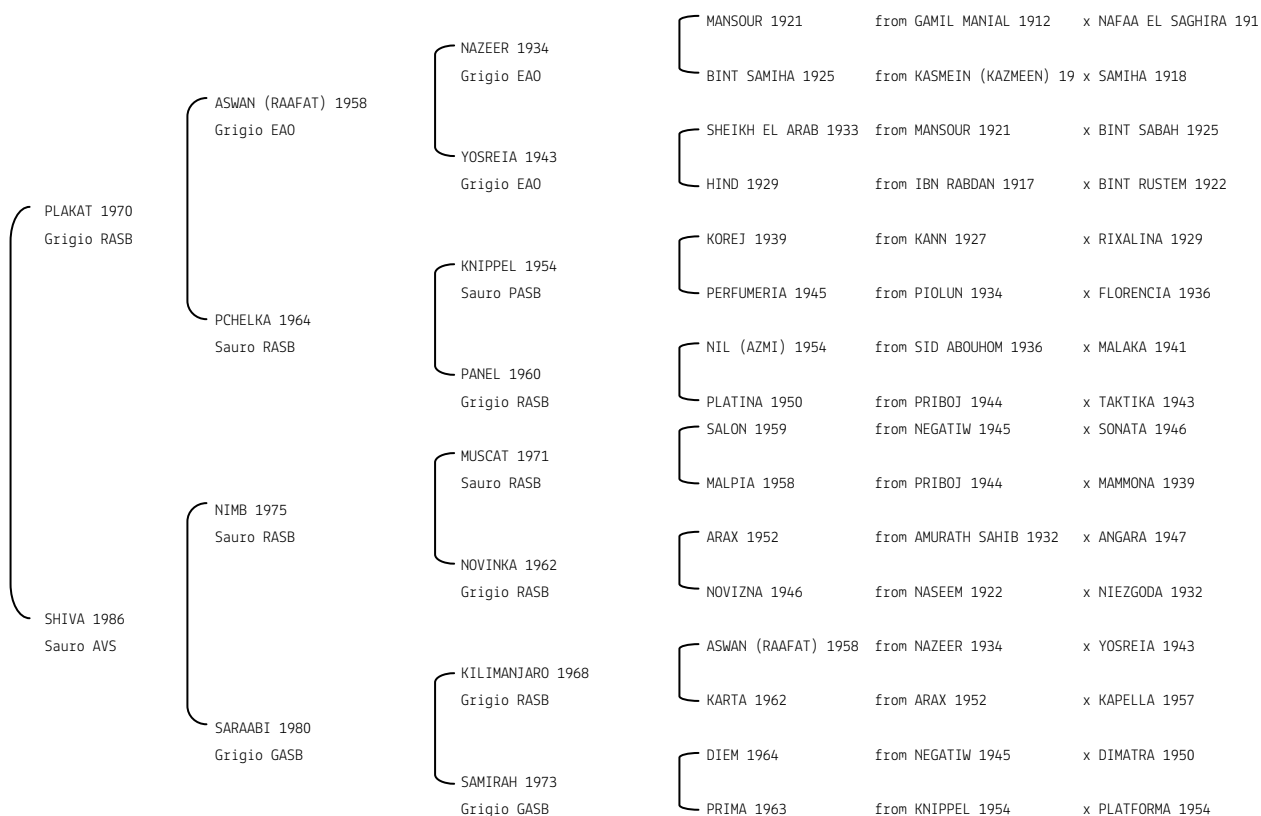 MANSOUR 1921 from GAMIL MANIAL 1912 x NAFAA EL SAGHIRA 191
NAZEER 1934
Grigio EAO
BINT SAMIHA 1925 from KASMEIN (KAZMEEN) 19 x SAMIHA 1918
ASWAN (RAAFAT) 1958
Grigio EAO
SHEIKH EL ARAB 1933 from MANSOUR 1921 x BINT SABAH 1925
YOSREIA 1943
Grigio EAO
HIND 1929 from IBN RABDAN 1917 x BINT RUSTEM 1922
PLAKAT 1970
Grigio RASB
KOREJ 1939 from KANN 1927 x RIXALINA 1929
KNIPPEL 1954
Sauro PASB
PERFUMERIA 1945 from PIOLUN 1934 x FLORENCIA 1936
PCHELKA 1964
Sauro RASB
NIL (AZMI) 1954 from SID ABOUHOM 1936 x MALAKA 1941
PANEL 1960
Grigio RASB
PLATINA 1950 from PRIBOJ 1944 x TAKTIKA 1943
SALON 1959 from NEGATIW 1945 x SONATA 1946
MUSCAT 1971
Sauro RASB
MALPIA 1958 from PRIBOJ 1944 x MAMMONA 1939
NIMB 1975
Sauro RASB
ARAX 1952 from AMURATH SAHIB 1932 x ANGARA 1947
NOVINKA 1962
Grigio RASB
NOVIZNA 1946 from NASEEM 1922 x NIEZGODA 1932
SHIVA 1986
Sauro AVS
ASWAN (RAAFAT) 1958 from NAZEER 1934 x YOSREIA 1943
KILIMANJARO 1968
Grigio RASB
KARTA 1962 from ARAX 1952 x KAPELLA 1957
SARAABI 1980
Grigio GASB
DIEM 1964 from NEGATIW 1945 x DIMATRA 1950
SAMIRAH 1973
Grigio GASB
PRIMA 1963 from KNIPPEL 1954 x PLATFORMA 1954